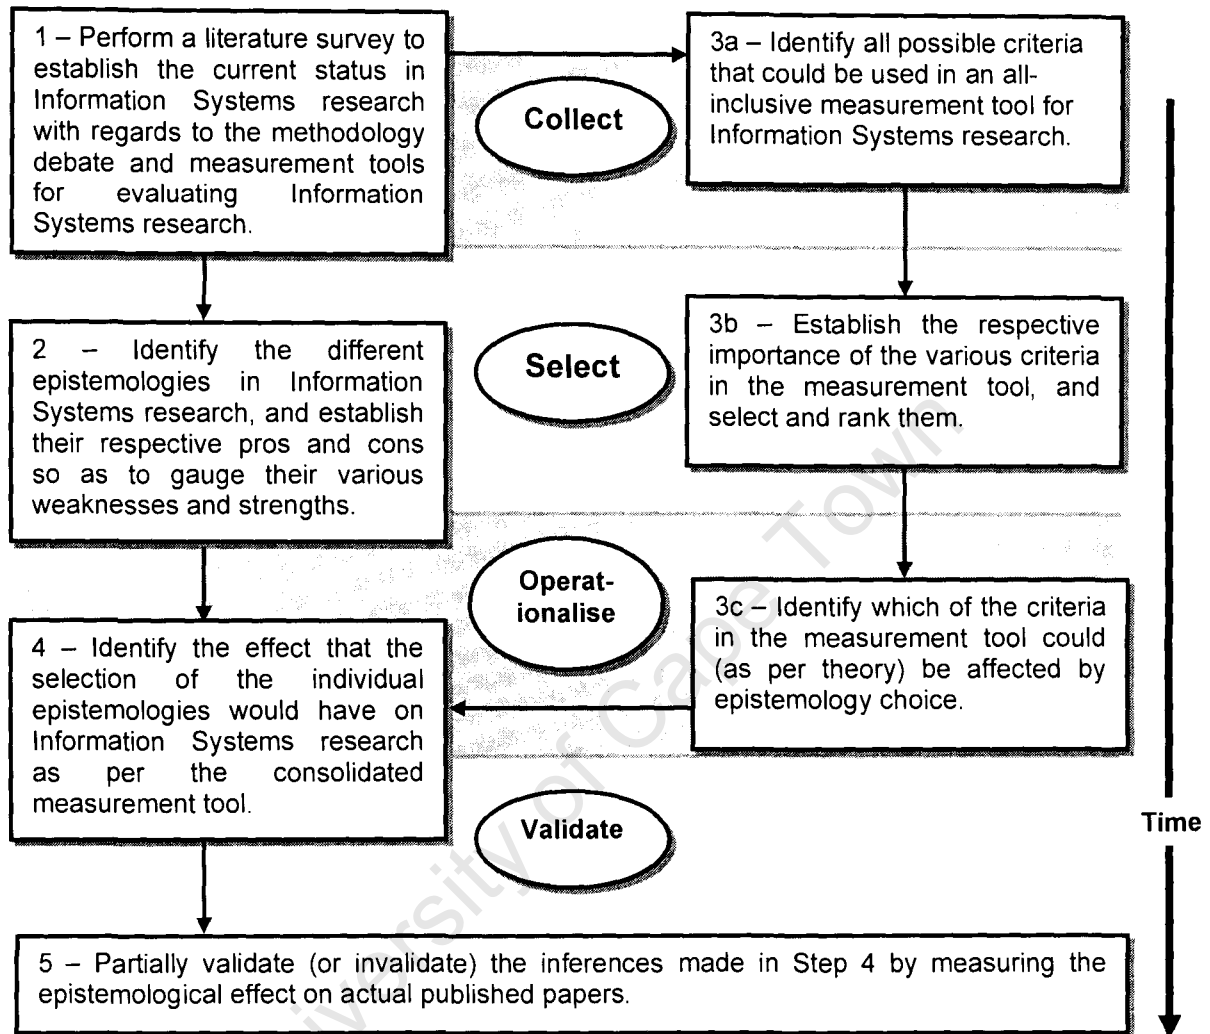 1 – Perform a literature survey to
establish the current status in
Information Systems research
with regards to the methodology
debate and measurement tools
for evaluating Information
Systems research.
Collect
3a – Identify all possible criteria
that could be used in an all-
inclusive measurement tool for
Information Systems research.
2 – Identify the different
epistemologies in Information
Systems research, and establish
their respective pros and cons
so as to gauge their various
weaknesses and strengths.
Select
3b – Establish the respective
importance of the various criteria
in the measurement tool, and
select and rank them.
Operat-
ionalise
3c – Identify which of the criteria
in the measurement tool could
(as per theory) be affected by
epistemology choice.
4 – Identify the effect that the
selection of the individual
epistemologies would have on
Information Systems research
as per the consolidated
measurement tool.
Validate
Time
5 – Partially validate (or invalidate) the inferences made in Step 4 by measuring the
epistemological effect on actual published papers.
University of Cape Town